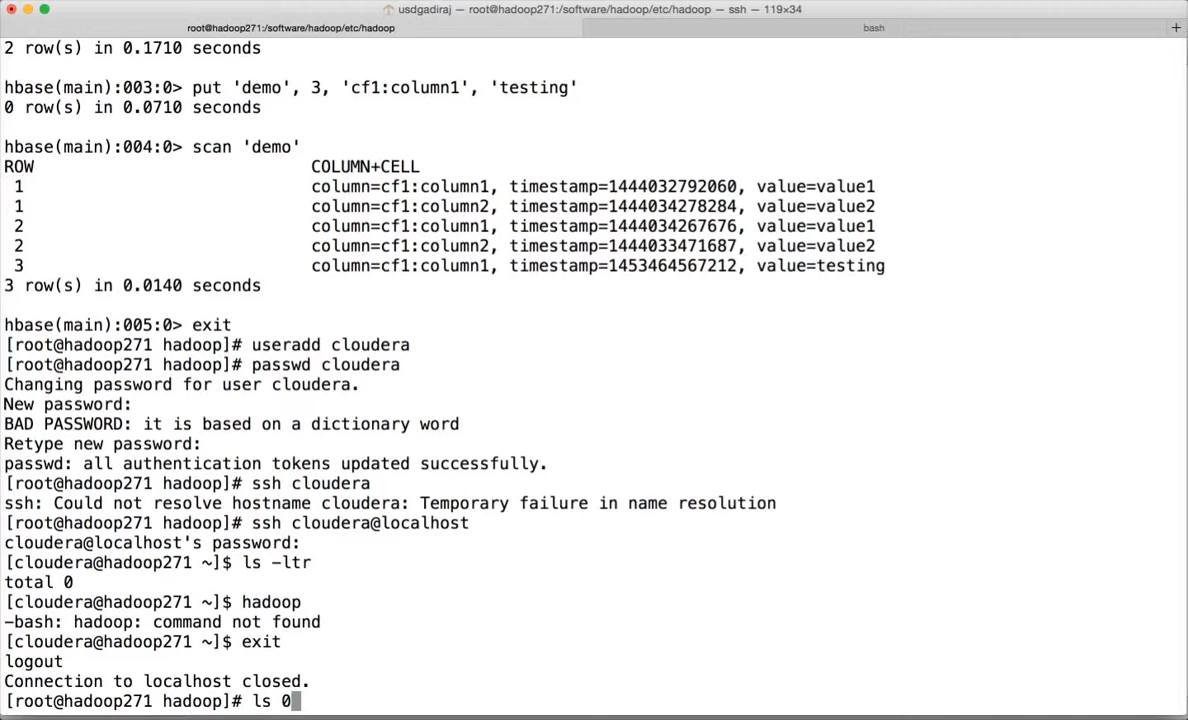 usdgadiraj — root@hadoop271:/software/hadoop/etc/hadoop — ssh — 119×34
root@hadoop271:/software/hadoop/etc/hadoop
bash
+
2 row(s) in 0.1710 seconds
hbase(main):003:0> put 'demo', 3, 'cf1:column1', 'testing'
0 row(s) in 0.0710 seconds
hbase(main):004:0> scan 'demo'
ROW COLUMN+CELL
1 column=cf1:column1, timestamp=1444032792060, value=value1
1 column=cf1:column2, timestamp=1444034278284, value=value2
2 column=cf1:column1, timestamp=1444034267676, value=value1
2 column=cf1:column2, timestamp=1444033471687, value=value2
3 column=cf1:column1, timestamp=1453464567212, value=testing
3 row(s) in 0.0140 seconds
hbase(main):005:0> exit
[root@hadoop271 hadoop]# useradd cloudera
[root@hadoop271 hadoop]# passwd cloudera
Changing password for user cloudera.
New password:
BAD PASSWORD: it is based on a dictionary word
Retype new password:
passwd: all authentication tokens updated successfully.
[root@hadoop271 hadoop]# ssh cloudera
ssh: Could not resolve hostname cloudera: Temporary failure in name resolution
[root@hadoop271 hadoop]# ssh cloudera@localhost
cloudera@localhost's password:
[cloudera@hadoop271 ~]$ ls -ltr
total 0
[cloudera@hadoop271 ~]$ hadoop
-bash: hadoop: command not found
[cloudera@hadoop271 ~]$ exit
logout
Connection to localhost closed.
[root@hadoop271 hadoop]# ls 0